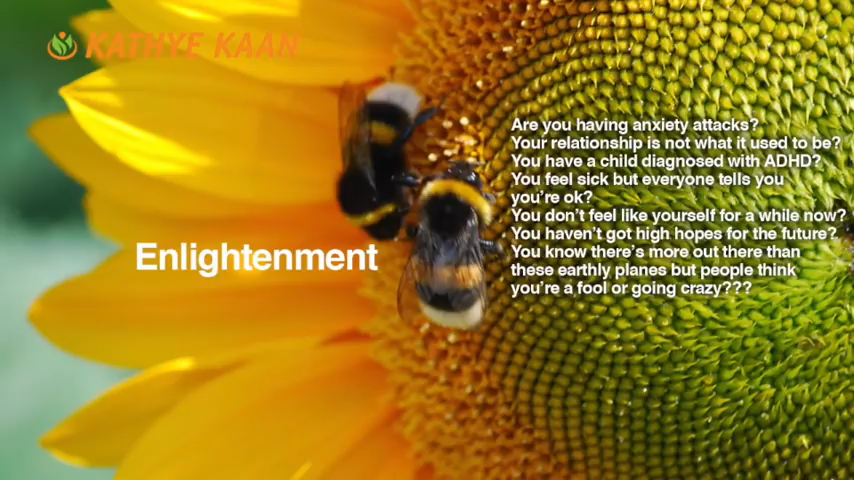 KATHYE KAAN
Enlightenment
Are you having anxiety attacks?
Your relationship is not what it used to be?
You have a child diagnosed with ADHD?
You feel sick but everyone tells you
you're ok?
You don't feel like yourself for a while now?
You haven't got high hopes for the future?
You know there's more out there than
these earthly planes but people think
you're a fool or going crazy???